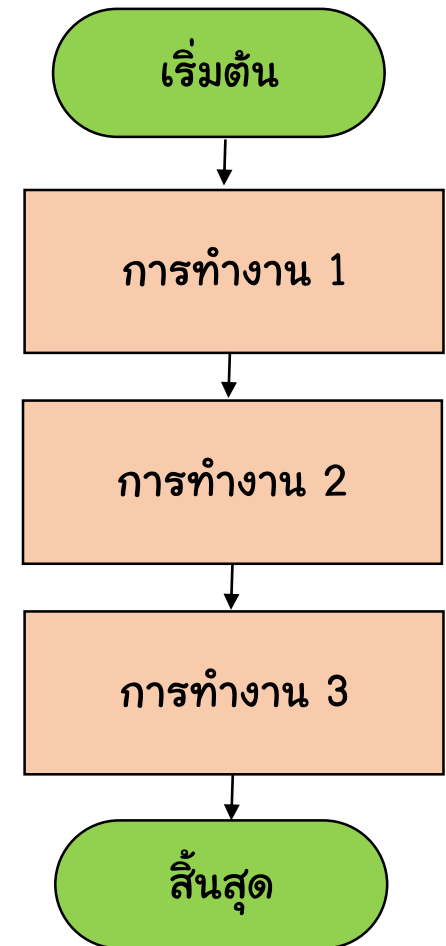 เริ่มต้น
การทำงาน 1
การทำงาน 2
การทำงาน 3
สิ้นสุด